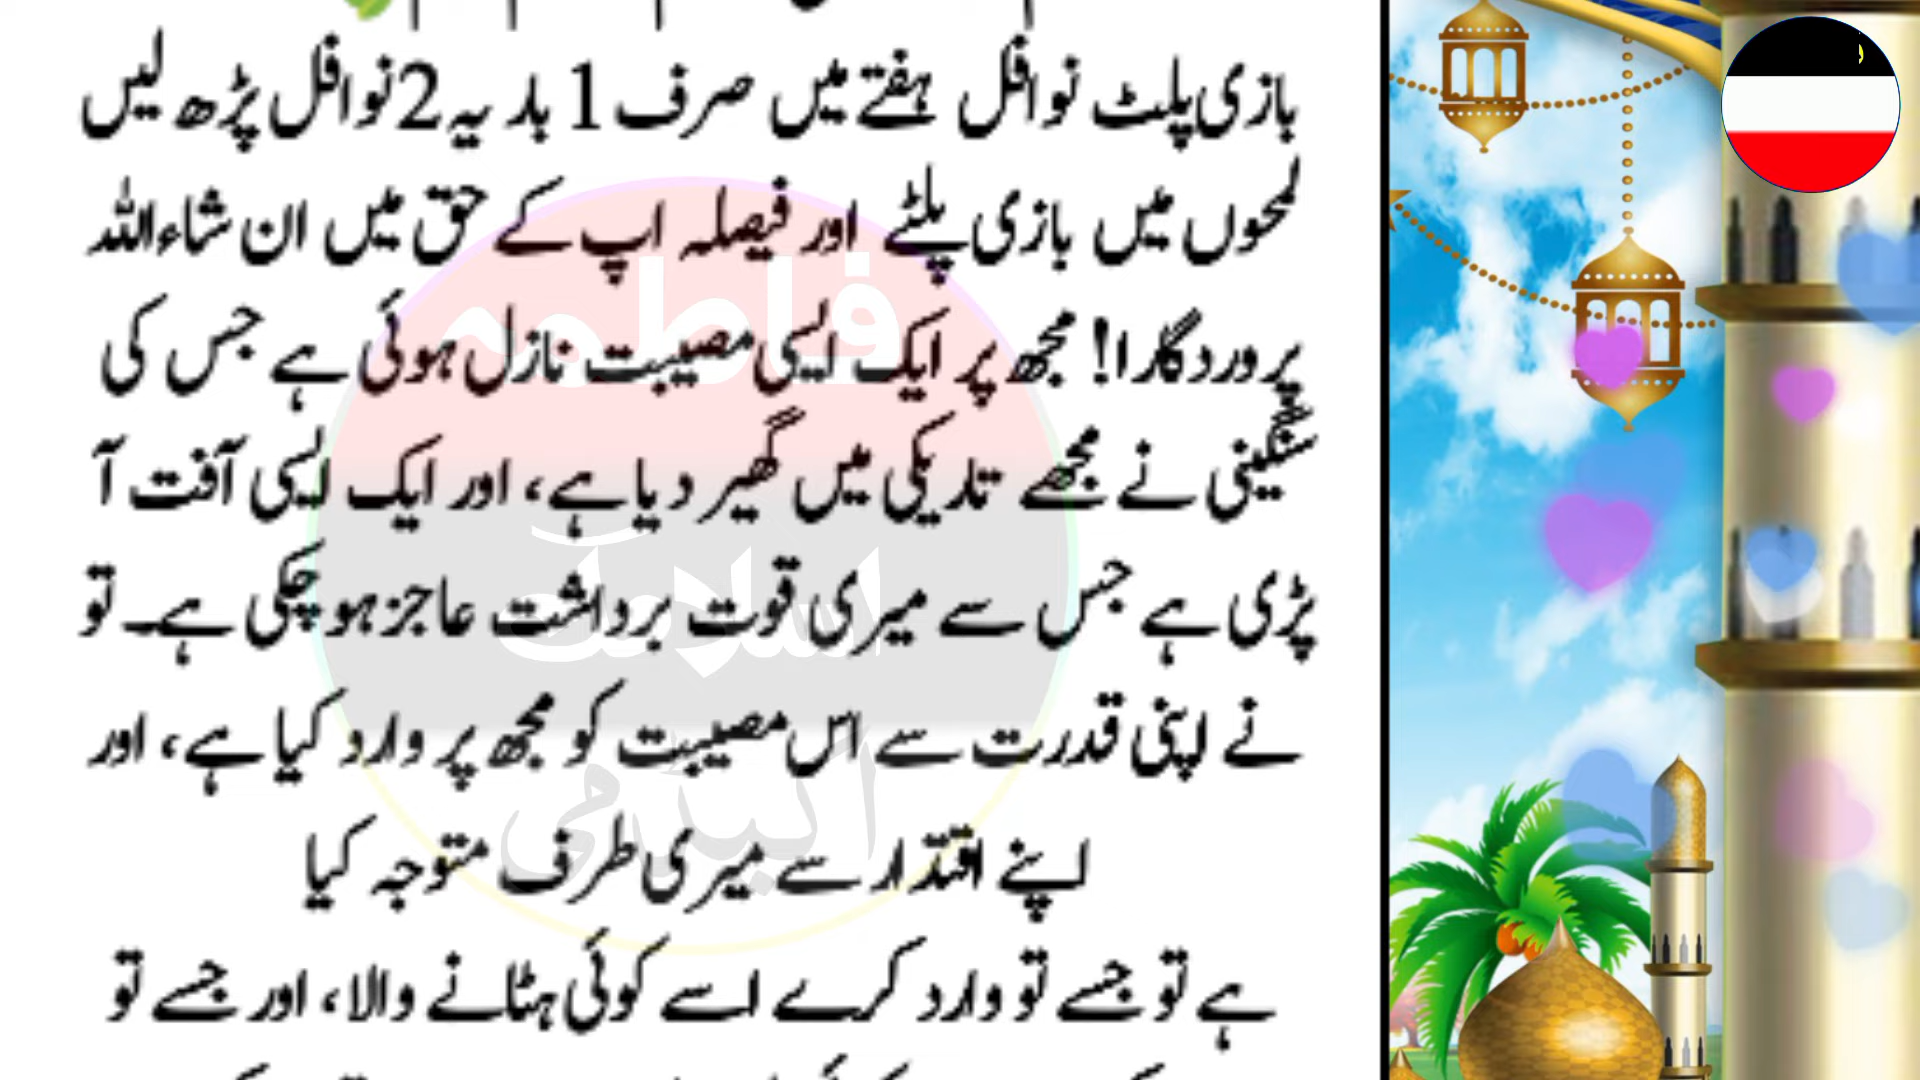 بازی پلٹ نوافل ہفتے میں صرف 1 بار یہ 2 نوافل پڑھ لیں
لمحوں میں بازی پلٹے اور فیصلہ اپ کے حق میں ان شاءاللہ
پروردگارا! مجھ پر ایک ایسی مصیبت نازل ہوئی ہے جس کی
سنگینی نے مجھے تاریکی میں گھیر دیا ہے، اور ایک ایسی آفت آ
پڑی ہے جس سے میری قوت برداشت عاجز ہو چکی ہے۔ تو
نے اپنی قدرت سے اس مصیبت کو مجھ پر وارد کیا ہے، اور
اپنے اقتدار سے میری طرف متوجہ کیا
ہے تو جسے تو وارد کرے اسے کوئی ہٹانے والا، اور جسے تو
فاطمہ
اسلامک